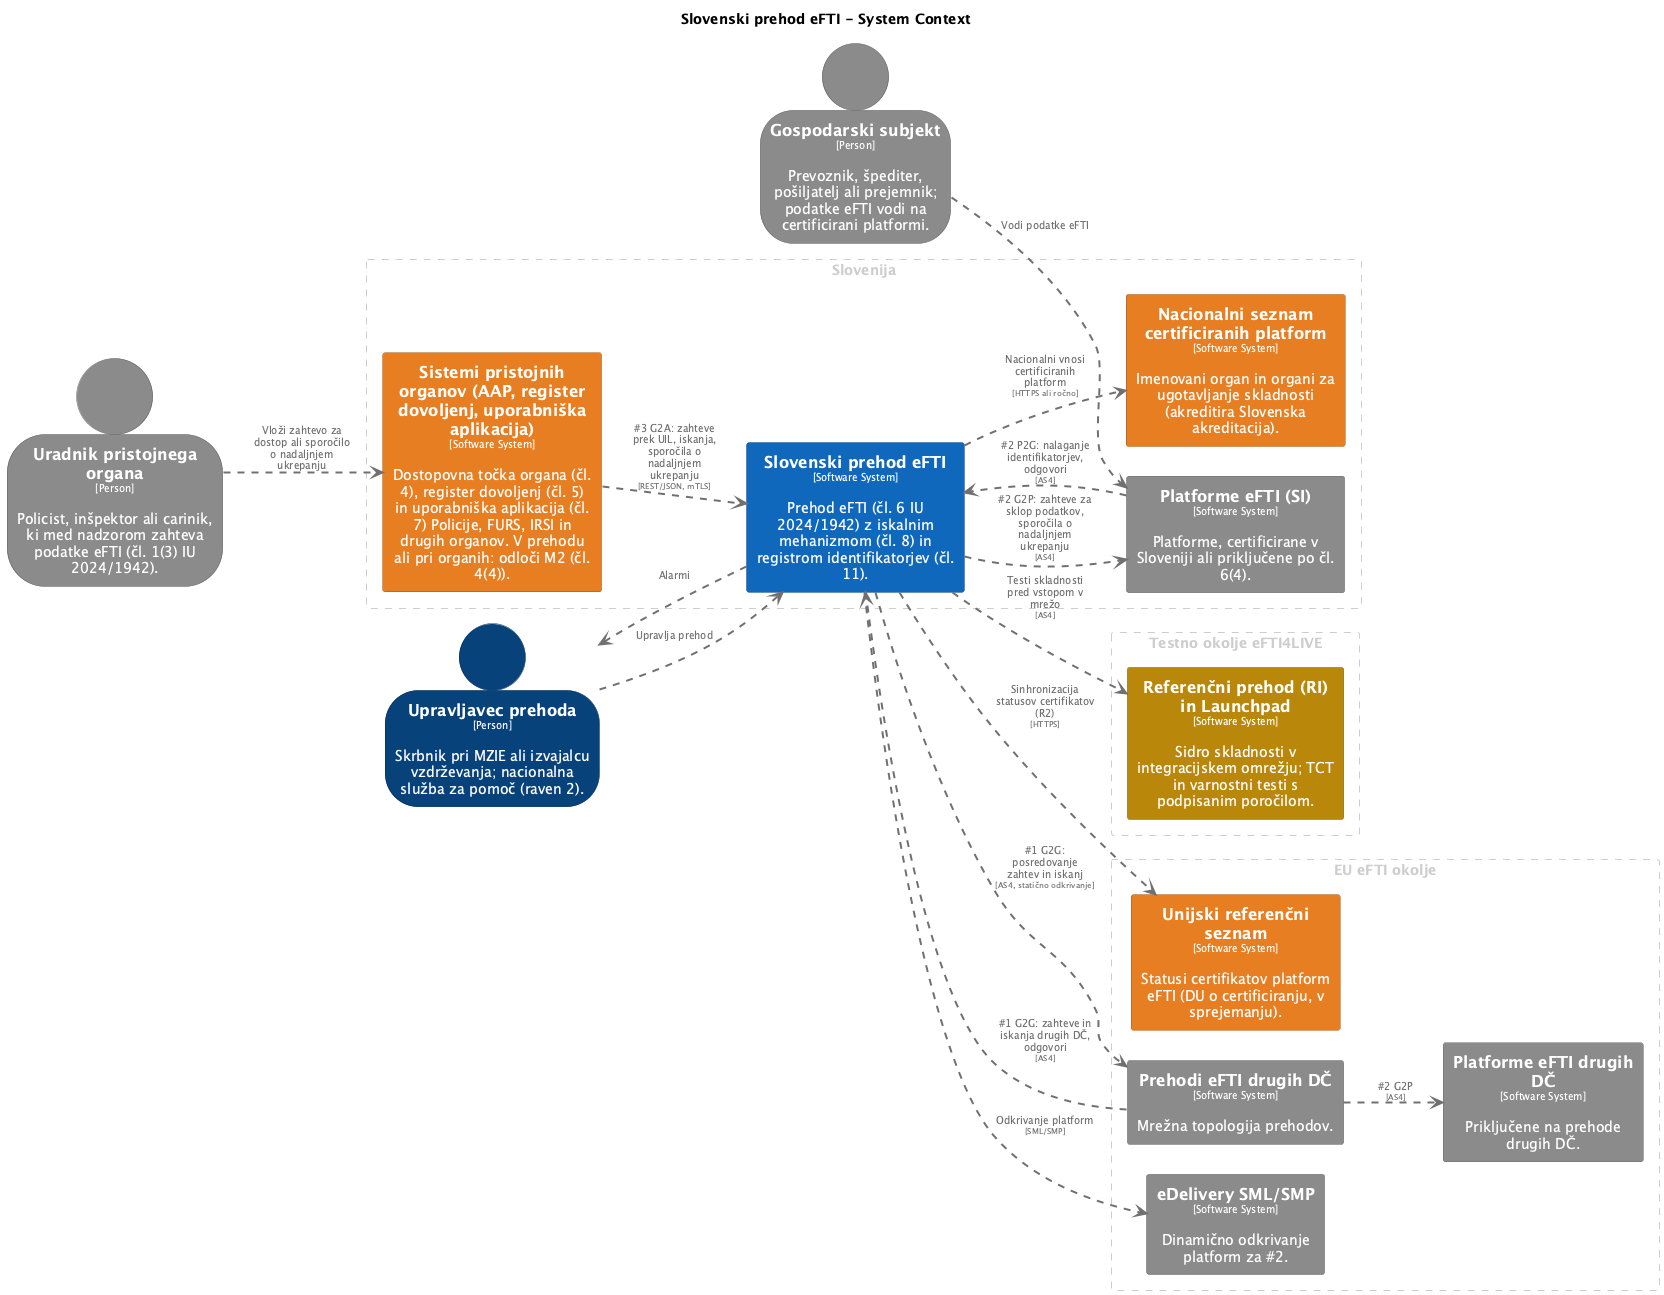 Slovenski prehod eFTI – System Context
Gospodarski subjekt
[Person]
Prevoznik, špediter,
pošiljatelj ali prejemnik;
podatke eFTI vodi na
certificirani platformi.
Vodi podatke eFTI
Slovenija
Uradnik pristojnega
organa
[Person]
Policist, inšpektor ali carinik,
ki med nadzorom zahteva
podatke eFTI (čl. 1(3) IU
2024/1942).
Vloži zahtevo za
dostop ali sporočilo
o nadaljnjem
ukrepanju
Sistemi pristojnih
organov (AAP, register
dovoljenj, uporabniška
aplikacija)
[Software System]
Dostopovna točka organa (čl.
4), register dovoljenj (čl. 5)
in uporabniška aplikacija (čl.
7) Policije, FURS, IRSI in
drugih organov. V prehodu
ali pri organih: odloči M2 (čl.
4(4)).
#3 G2A: zahteve
prek UIL, iskanja,
sporočila o
nadaljnjem
ukrepanju
[REST/JSON, mTLS]
Slovenski prehod eFTI
[Software System]
Prehod eFTI (čl. 6 IU
2024/1942) z iskalnim
mehanizmom (čl. 8) in
registrom identifikatorjev (čl.
11).
Nacionalni vnosi
certificiranih
platform
[HTTPS ali ročno]
Nacionalni seznam
certificiranih platform
[Software System]
Imenovani organ in organi za
ugotavljanje skladnosti
(akreditira Slovenska
akreditacija).
#2 P2G: nalaganje
identifikatorjev,
odgovori
[AS4]
#2 G2P: zahteve za
sklop podatkov,
sporočila o
nadaljnjem
ukrepanju
[AS4]
Platforme eFTI (SI)
[Software System]
Platforme, certificirane v
Sloveniji ali priključene po čl.
6(4).
Alarmi
Upravlja prehod
Testi skladnosti
pred vstopom v
mrežo
[AS4]
Upravljavec prehoda
[Person]
Skrbnik pri MZIE ali izvajalcu
vzdrževanja; nacionalna
služba za pomoč (raven 2).
Testno okolje eFTI4LIVE
Referenčni prehod (RI)
in Launchpad
[Software System]
Sidro skladnosti v
integracijskem omrežju; TCT
in varnostni testi s
podpisanim poročilom.
Sinhronizacija
statusov certifikatov
(R2)
[HTTPS]
#1 G2G:
posredovanje
zahtev in iskanj
[AS4, statično odkrivanje]
EU eFTI okolje
Unijski referenčni
seznam
[Software System]
Statusi certifikatov platform
eFTI (DU o certificiranju, v
sprejemanju).
#1 G2G: zahteve in
iskanja drugih DČ,
odgovori
[AS4]
Prehodi eFTI drugih DČ
[Software System]
Mrežna topologija prehodov.
#2 G2P
[AS4]
Platforme eFTI drugih
DČ
[Software System]
Priključene na prehode
drugih DČ.
Odkrivanje platform
[SML/SMP]
eDelivery SML/SMP
[Software System]
Dinamično odkrivanje
platform za #2.